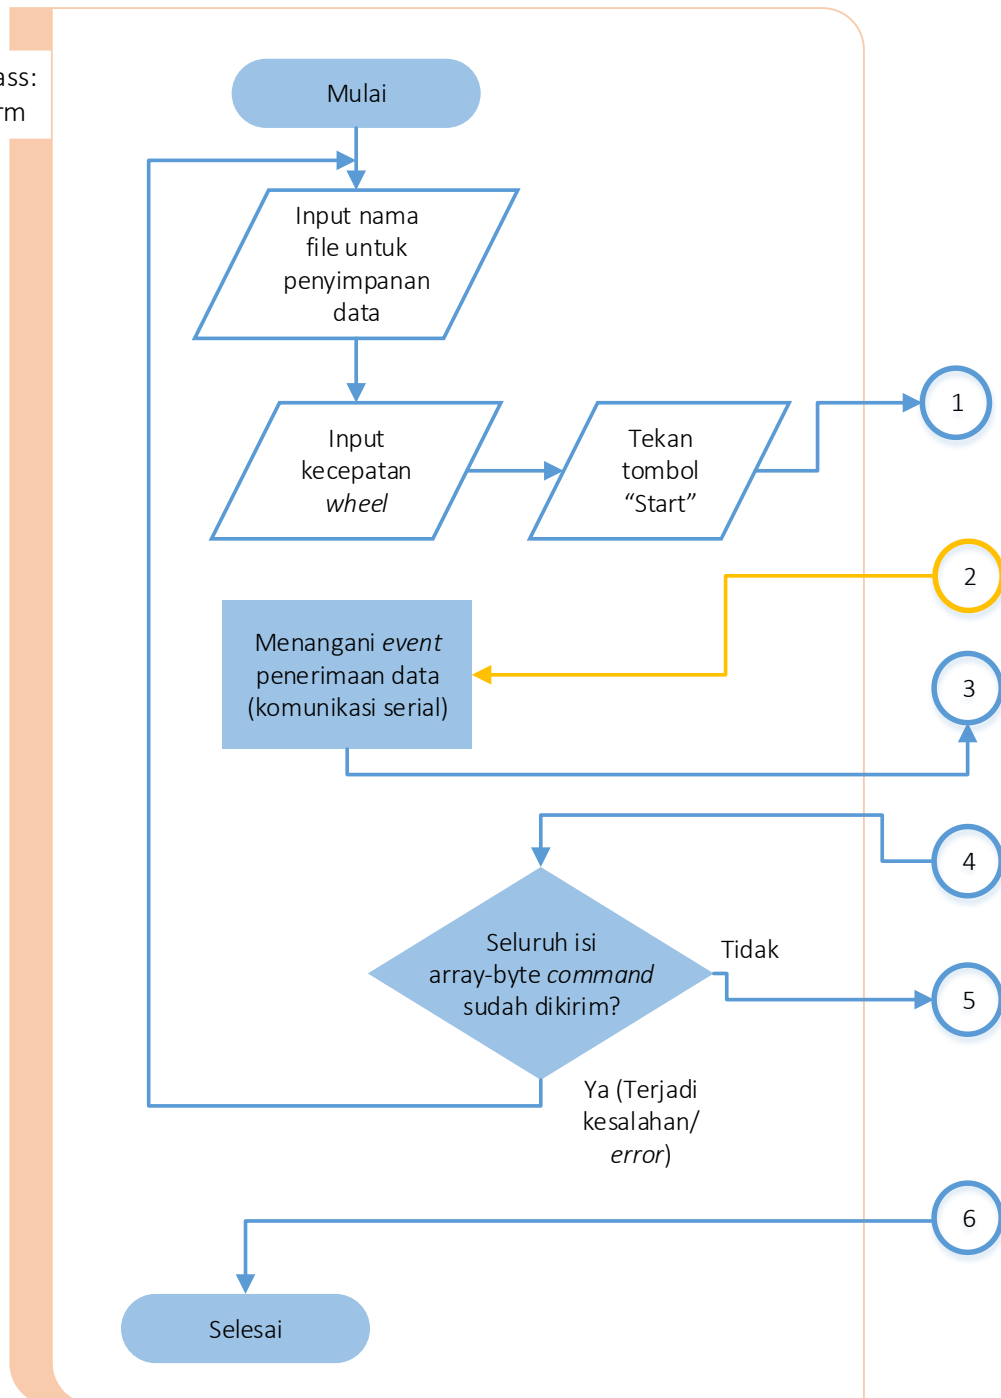 Mulai
ass:
rm
Input nama
file untuk
penyimpanan
data
Input
kecepatan
wheel
Tekan
tombol
“Start”
1
2
Menangani event
penerimaan data
(komunikasi serial)
3
4
Seluruh isi
array-byte command
sudah dikirim?
Tidak
5
Ya (Terjadi
kesalahan/
error)
6
Selesai